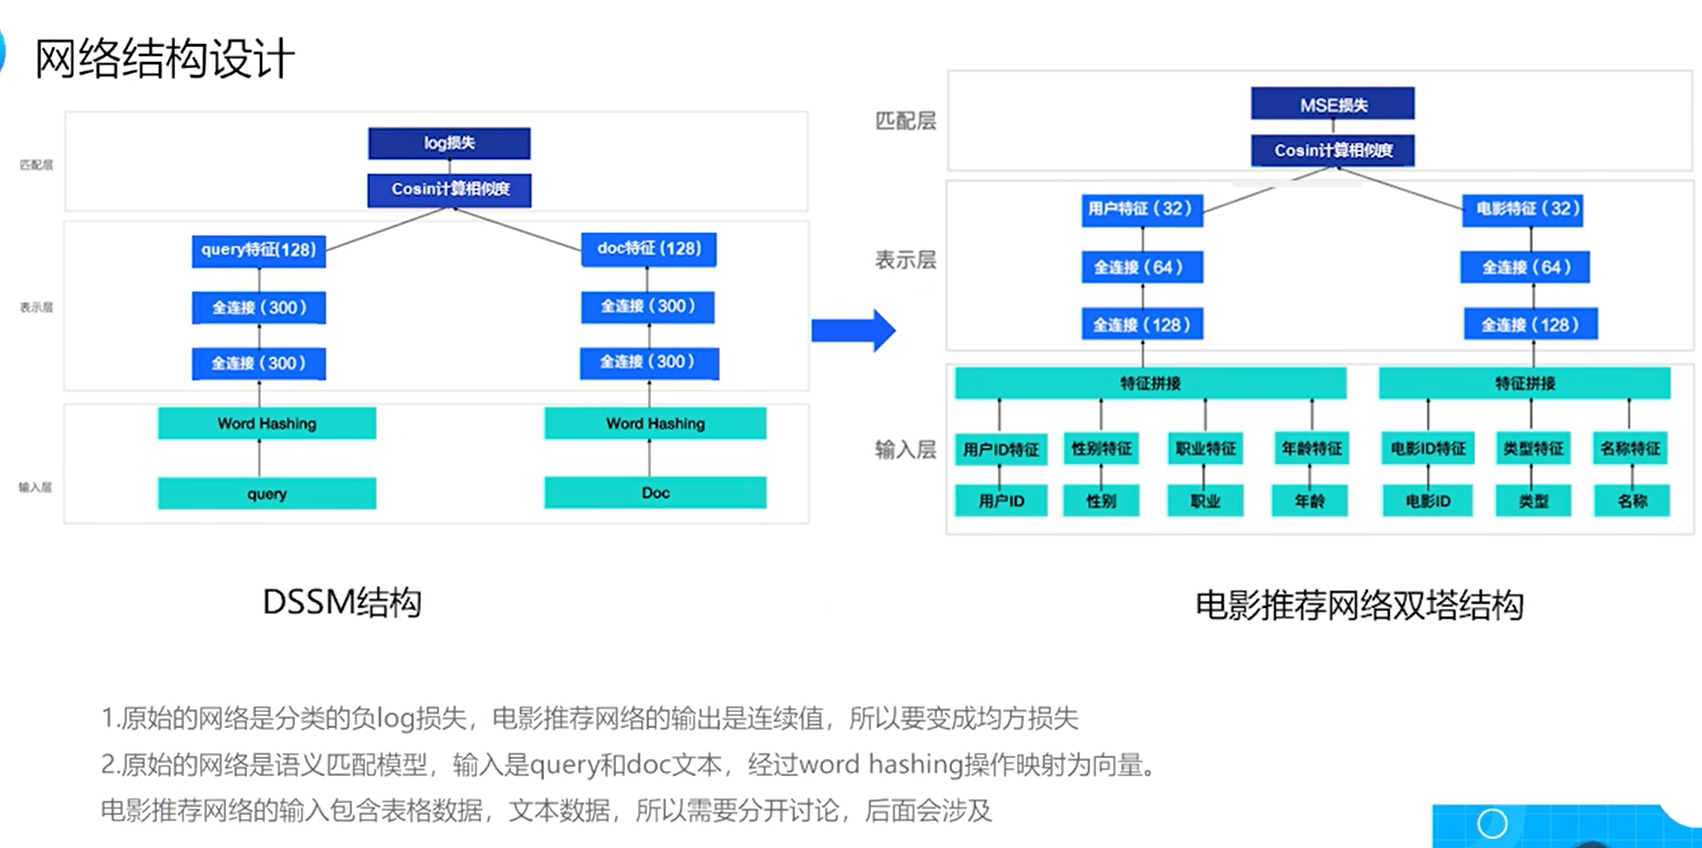 网络结构设计
匹配层
log损失
Cosin计算相似度
表示层
query特征(128)
doc特征 (128)
全连接（300）
全连接（300）
全连接（300）
全连接（300）
输入层
Word Hashing
Word Hashing
query
Doc
DSSM结构
匹配层
MSE损失
Cosin计算相似度
表示层
用户特征（32）
电影特征（32）
全连接（64）
全连接（64）
全连接（128）
全连接（128）
输入层
特征拼接
特征拼接
用户ID特征
性别特征
职业特征
年龄特征
电影ID特征
类型特征
名称特征
用户ID
性别
职业
年龄
电影ID
类型
名称
电影推荐网络双塔结构
1.原始的网络是分类的负log损失，电影推荐网络的输出是连续值，所以要变成均方损失
2.原始的网络是语义匹配模型，输入是query和doc文本，经过word hashing操作映射为向量。
电影推荐网络的输入包含表格数据，文本数据，所以需要分开讨论，后面会涉及